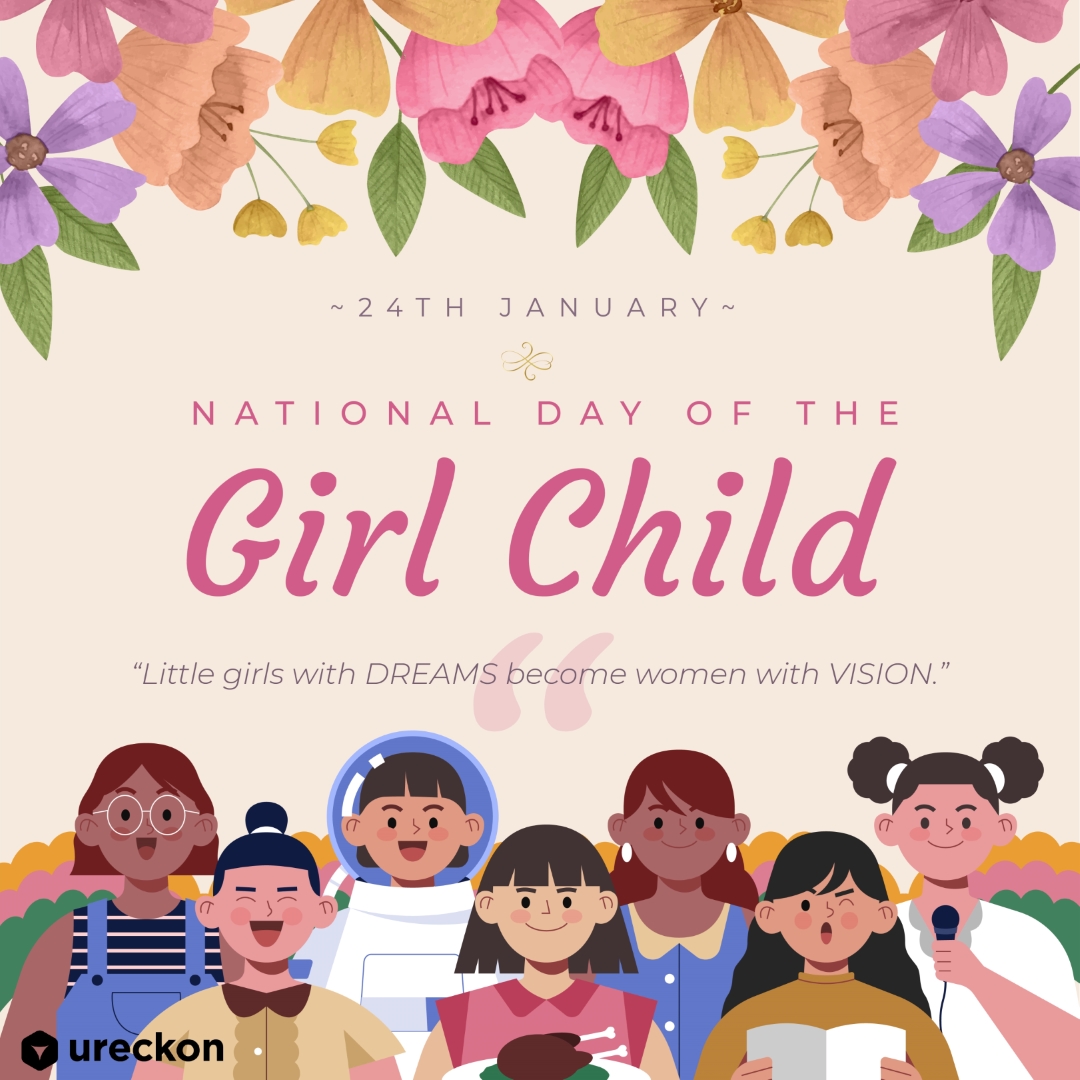 ~24TH JANUARY~
NATIONAL DAY OF THE
Girl Child
“Little girls with DREAMS become women with VISION.”
ureckon